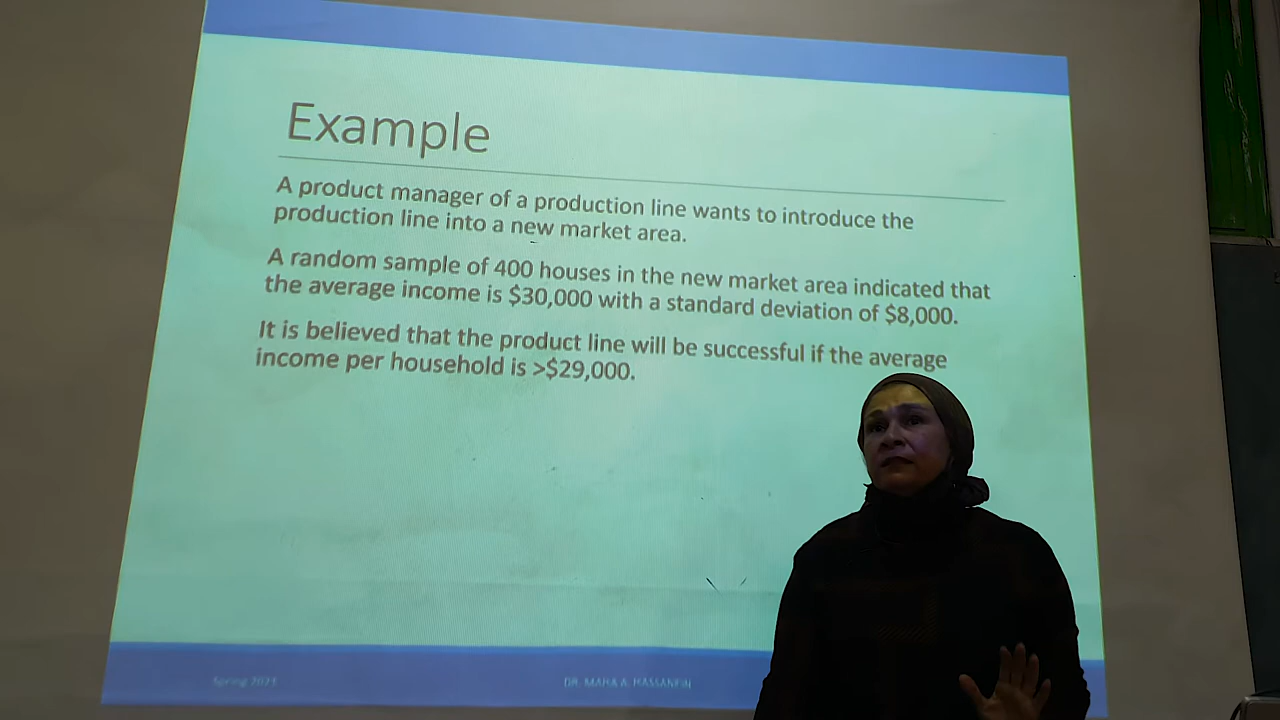 Example
A product manager of a production line wants to introduce the
production line into a new market area.
A random sample of 400 houses in the new market area indicated that
the average income is $30,000 with a standard deviation of $8,000.
It is believed that the product line will be successful if the average
income per household is >$29,000.
Spring 2021
DR. MAHA A. HASSANEIN